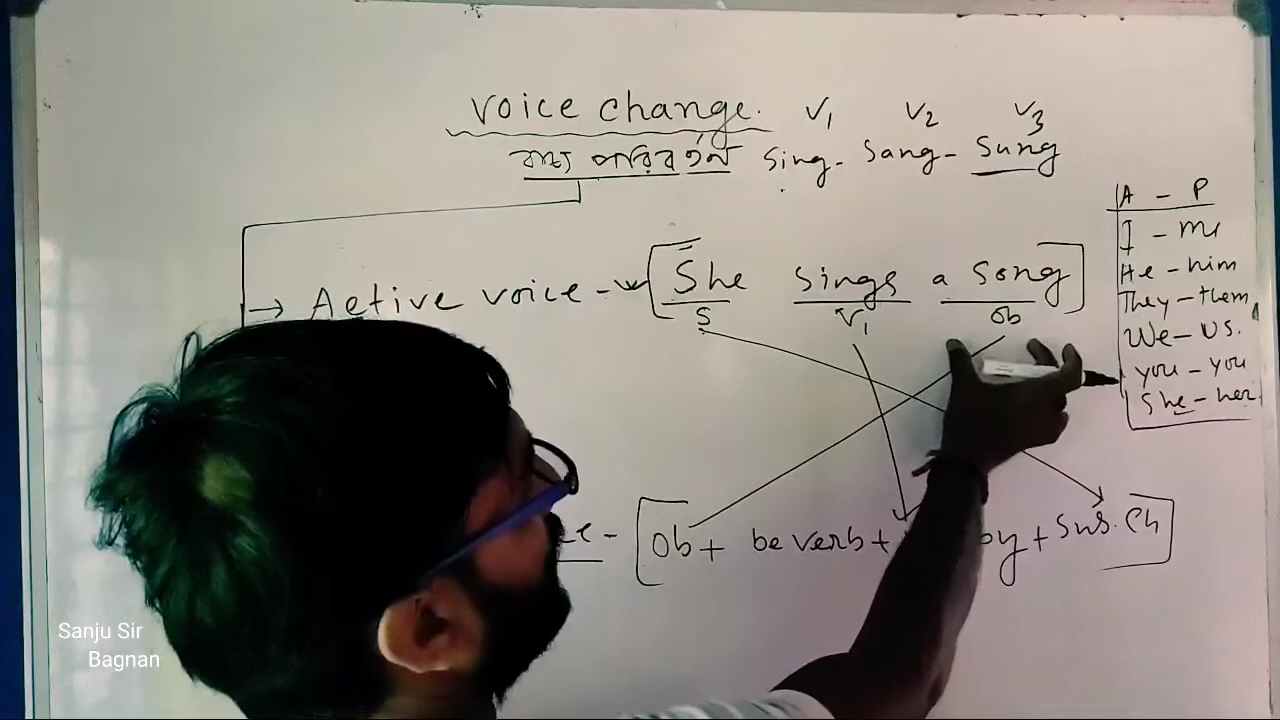 voice change. V1 V2 V3
বাচ্য পরিবর্তন Sing - Sang - Sung
A - P
I - me
He - him
They - them
We - us.
you - you
She - her
→ Active voice - [She sings a song]
S V1 ob
[ob + be verb + by + sub. Ch]
Sanju Sir
Bagnan